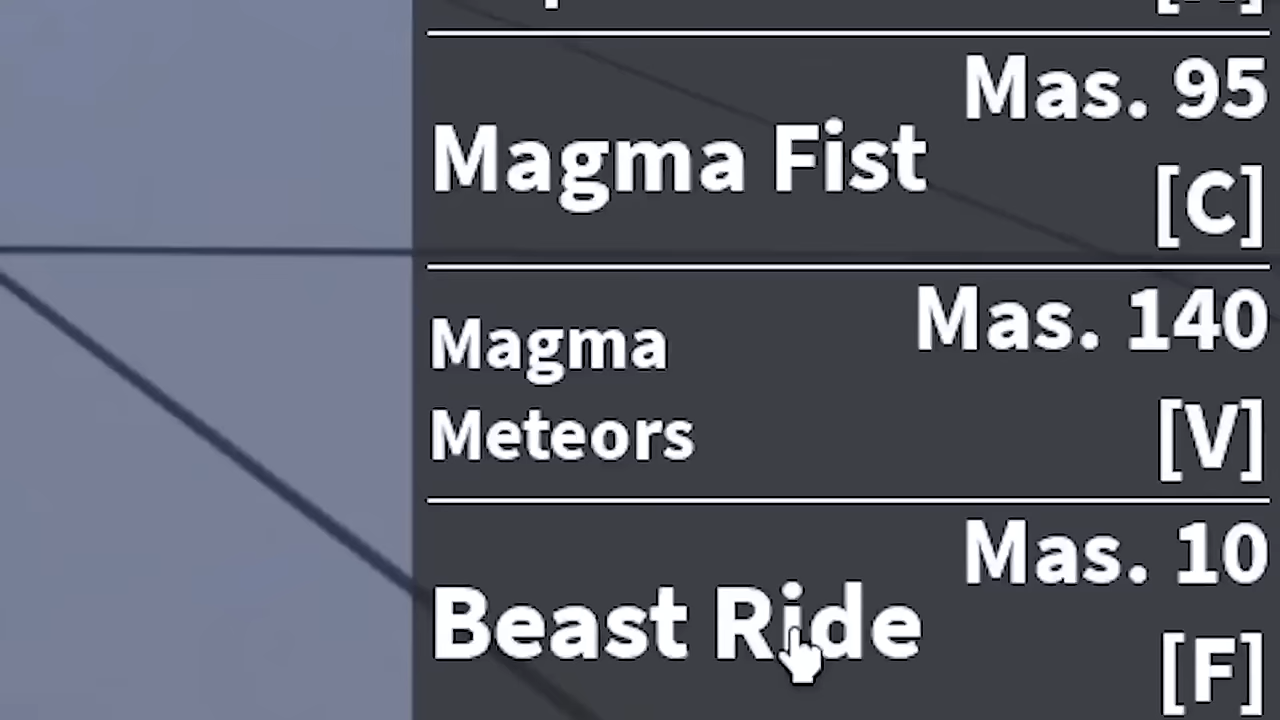 Mas. 95
Magma Fist
[C]
Mas. 140
Magma
Meteors
[V]
Mas. 10
Beast Ride
[F]